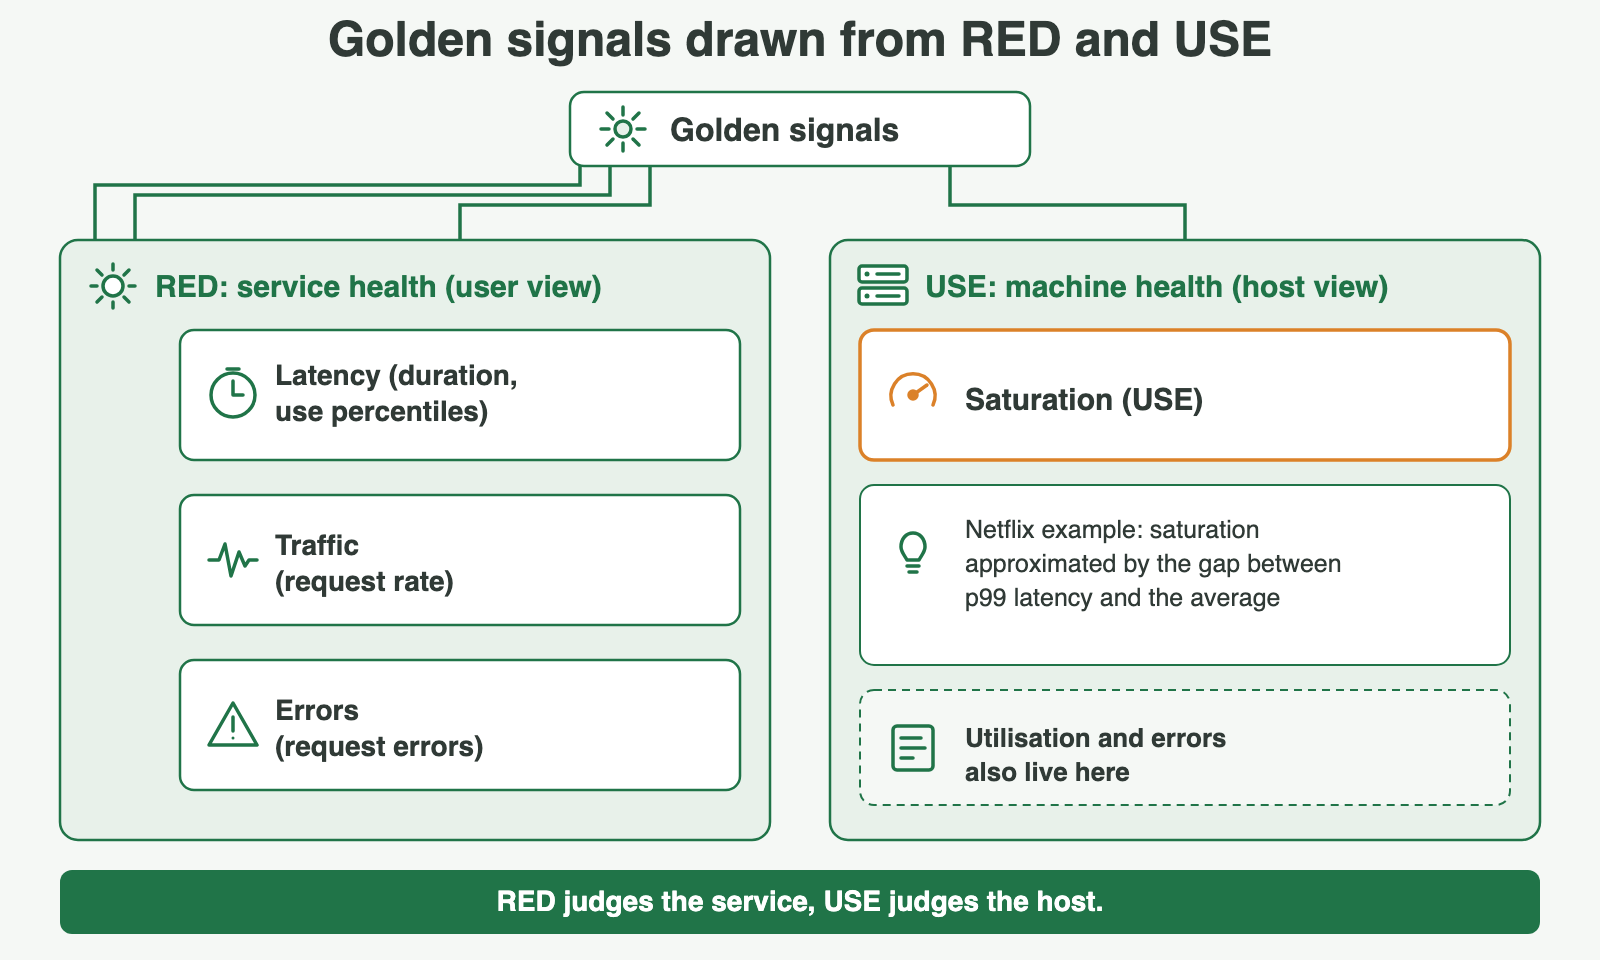 Golden signals drawn from RED and USE
Golden signals
RED: service health (user view)
Latency (duration,
use percentiles)
Traffic
(request rate)
Errors
(request errors)
USE: machine health (host view)
Saturation (USE)
Netflix example: saturation
approximated by the gap between
p99 latency and the average
Utilisation and errors
also live here
RED judges the service, USE judges the host.